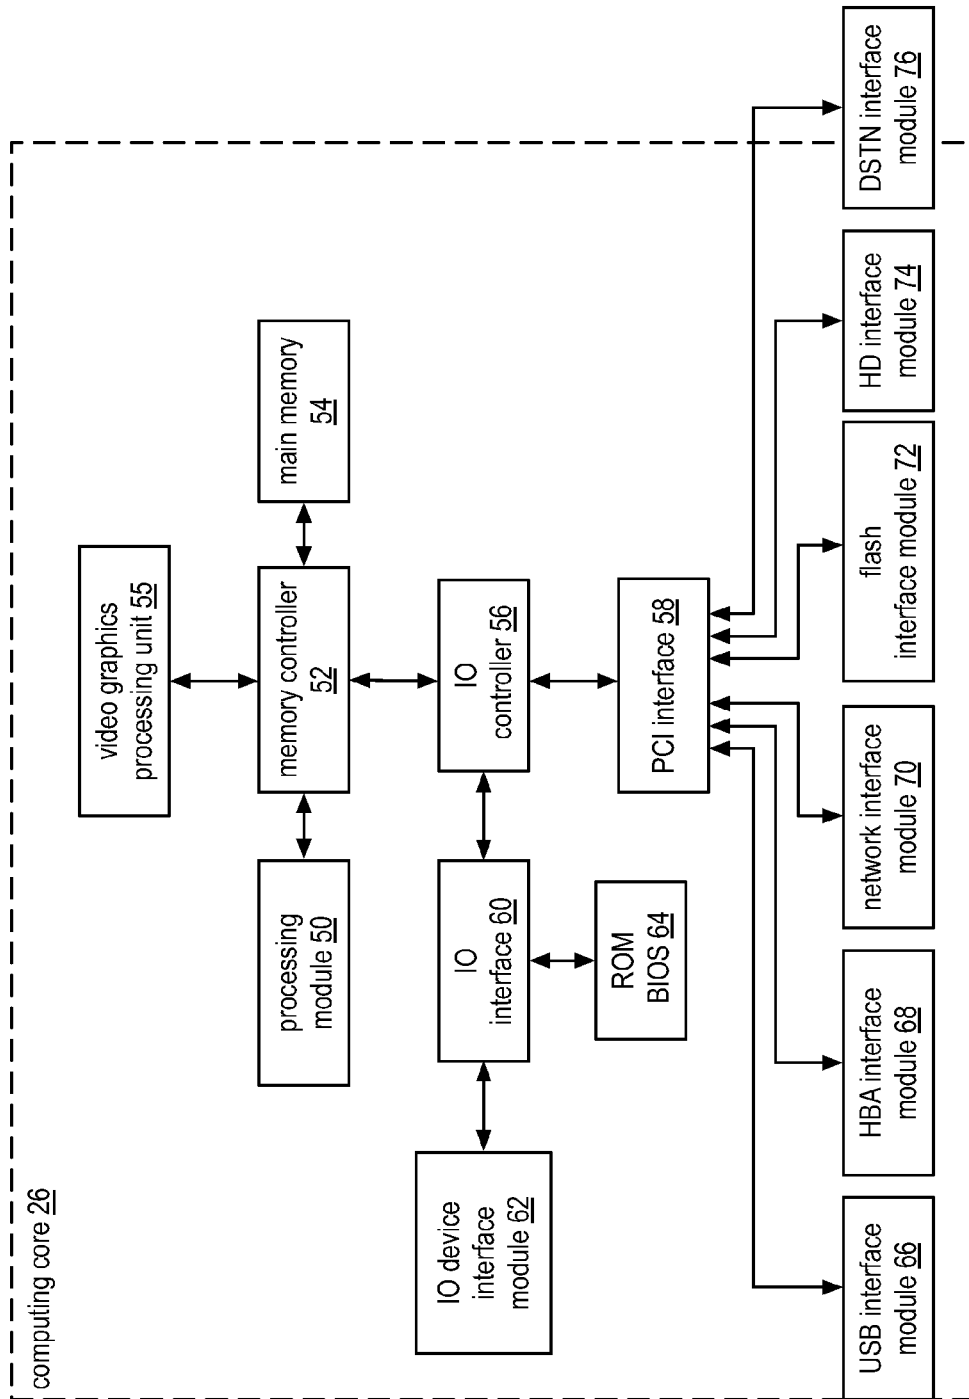 computing core 26
video graphics
processing unit 55
processing
module 50
memory controller
52
main memory
54
IO device
interface
module 62
IO
interface 60
IO
controller 56
ROM
BIOS 64
PCI interface 58
USB interface
module 66
HBA interface
module 68
network interface
module 70
flash
interface module 72
HD interface
module 74
DSTN interface
module 76